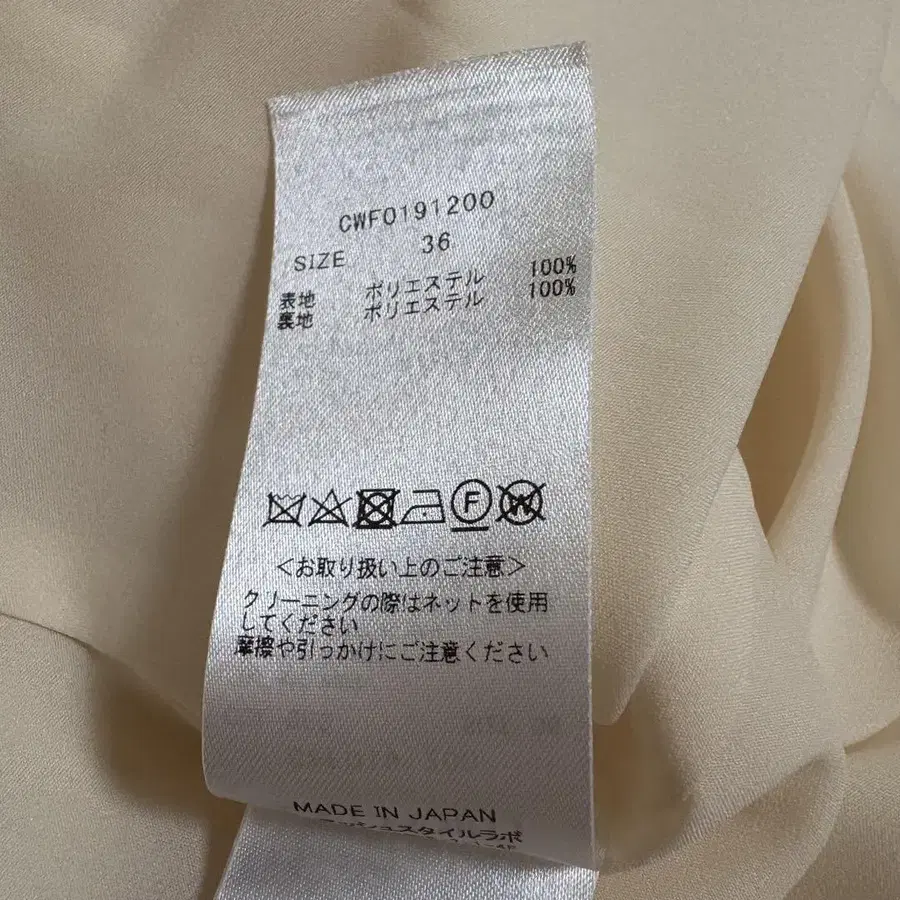 CWF0191200
SIZE 36
表地 ポリエステル 100%
裏地 ポリエステル 100%
F W
<お取り扱い上のご注意>
クリーニングの際はネットを使用
してください
摩擦や引っかけにご注意ください
MADE IN JAPAN